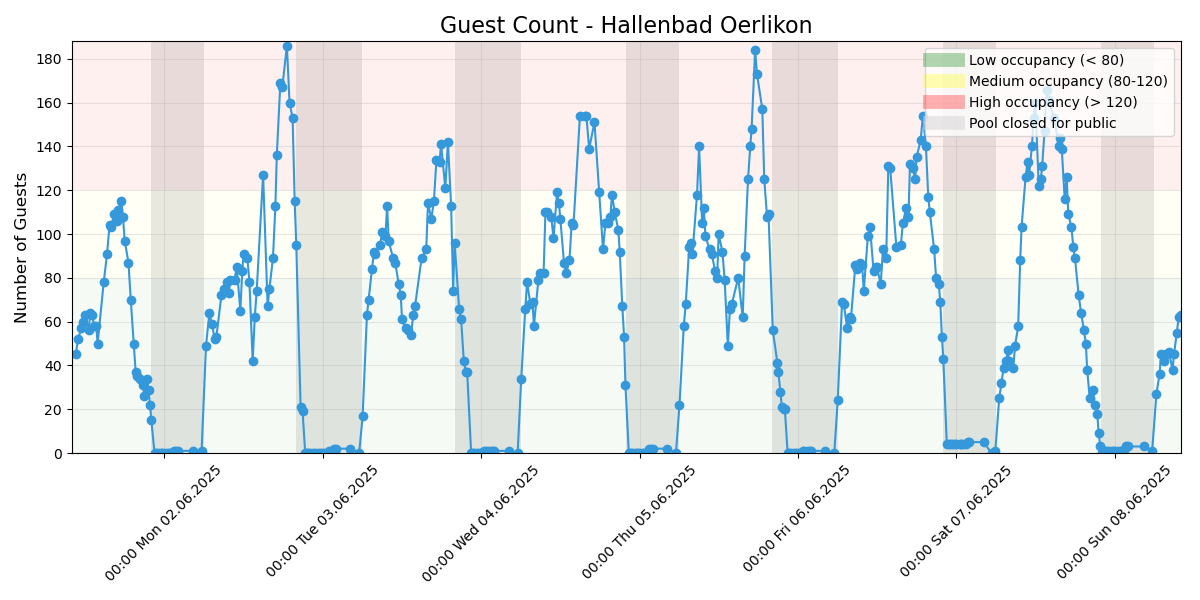 Guest Count - Hallenbad Oerlikon
Number of Guests
180
160
140
120
100
80
60
40
20
0
Low occupancy (< 80)
Medium occupancy (80-120)
High occupancy (> 120)
Pool closed for public
00:00 Mon 02.06.2025
00:00 Tue 03.06.2025
00:00 Wed 04.06.2025
00:00 Thu 05.06.2025
00:00 Fri 06.06.2025
00:00 Sat 07.06.2025
00:00 Sun 08.06.2025